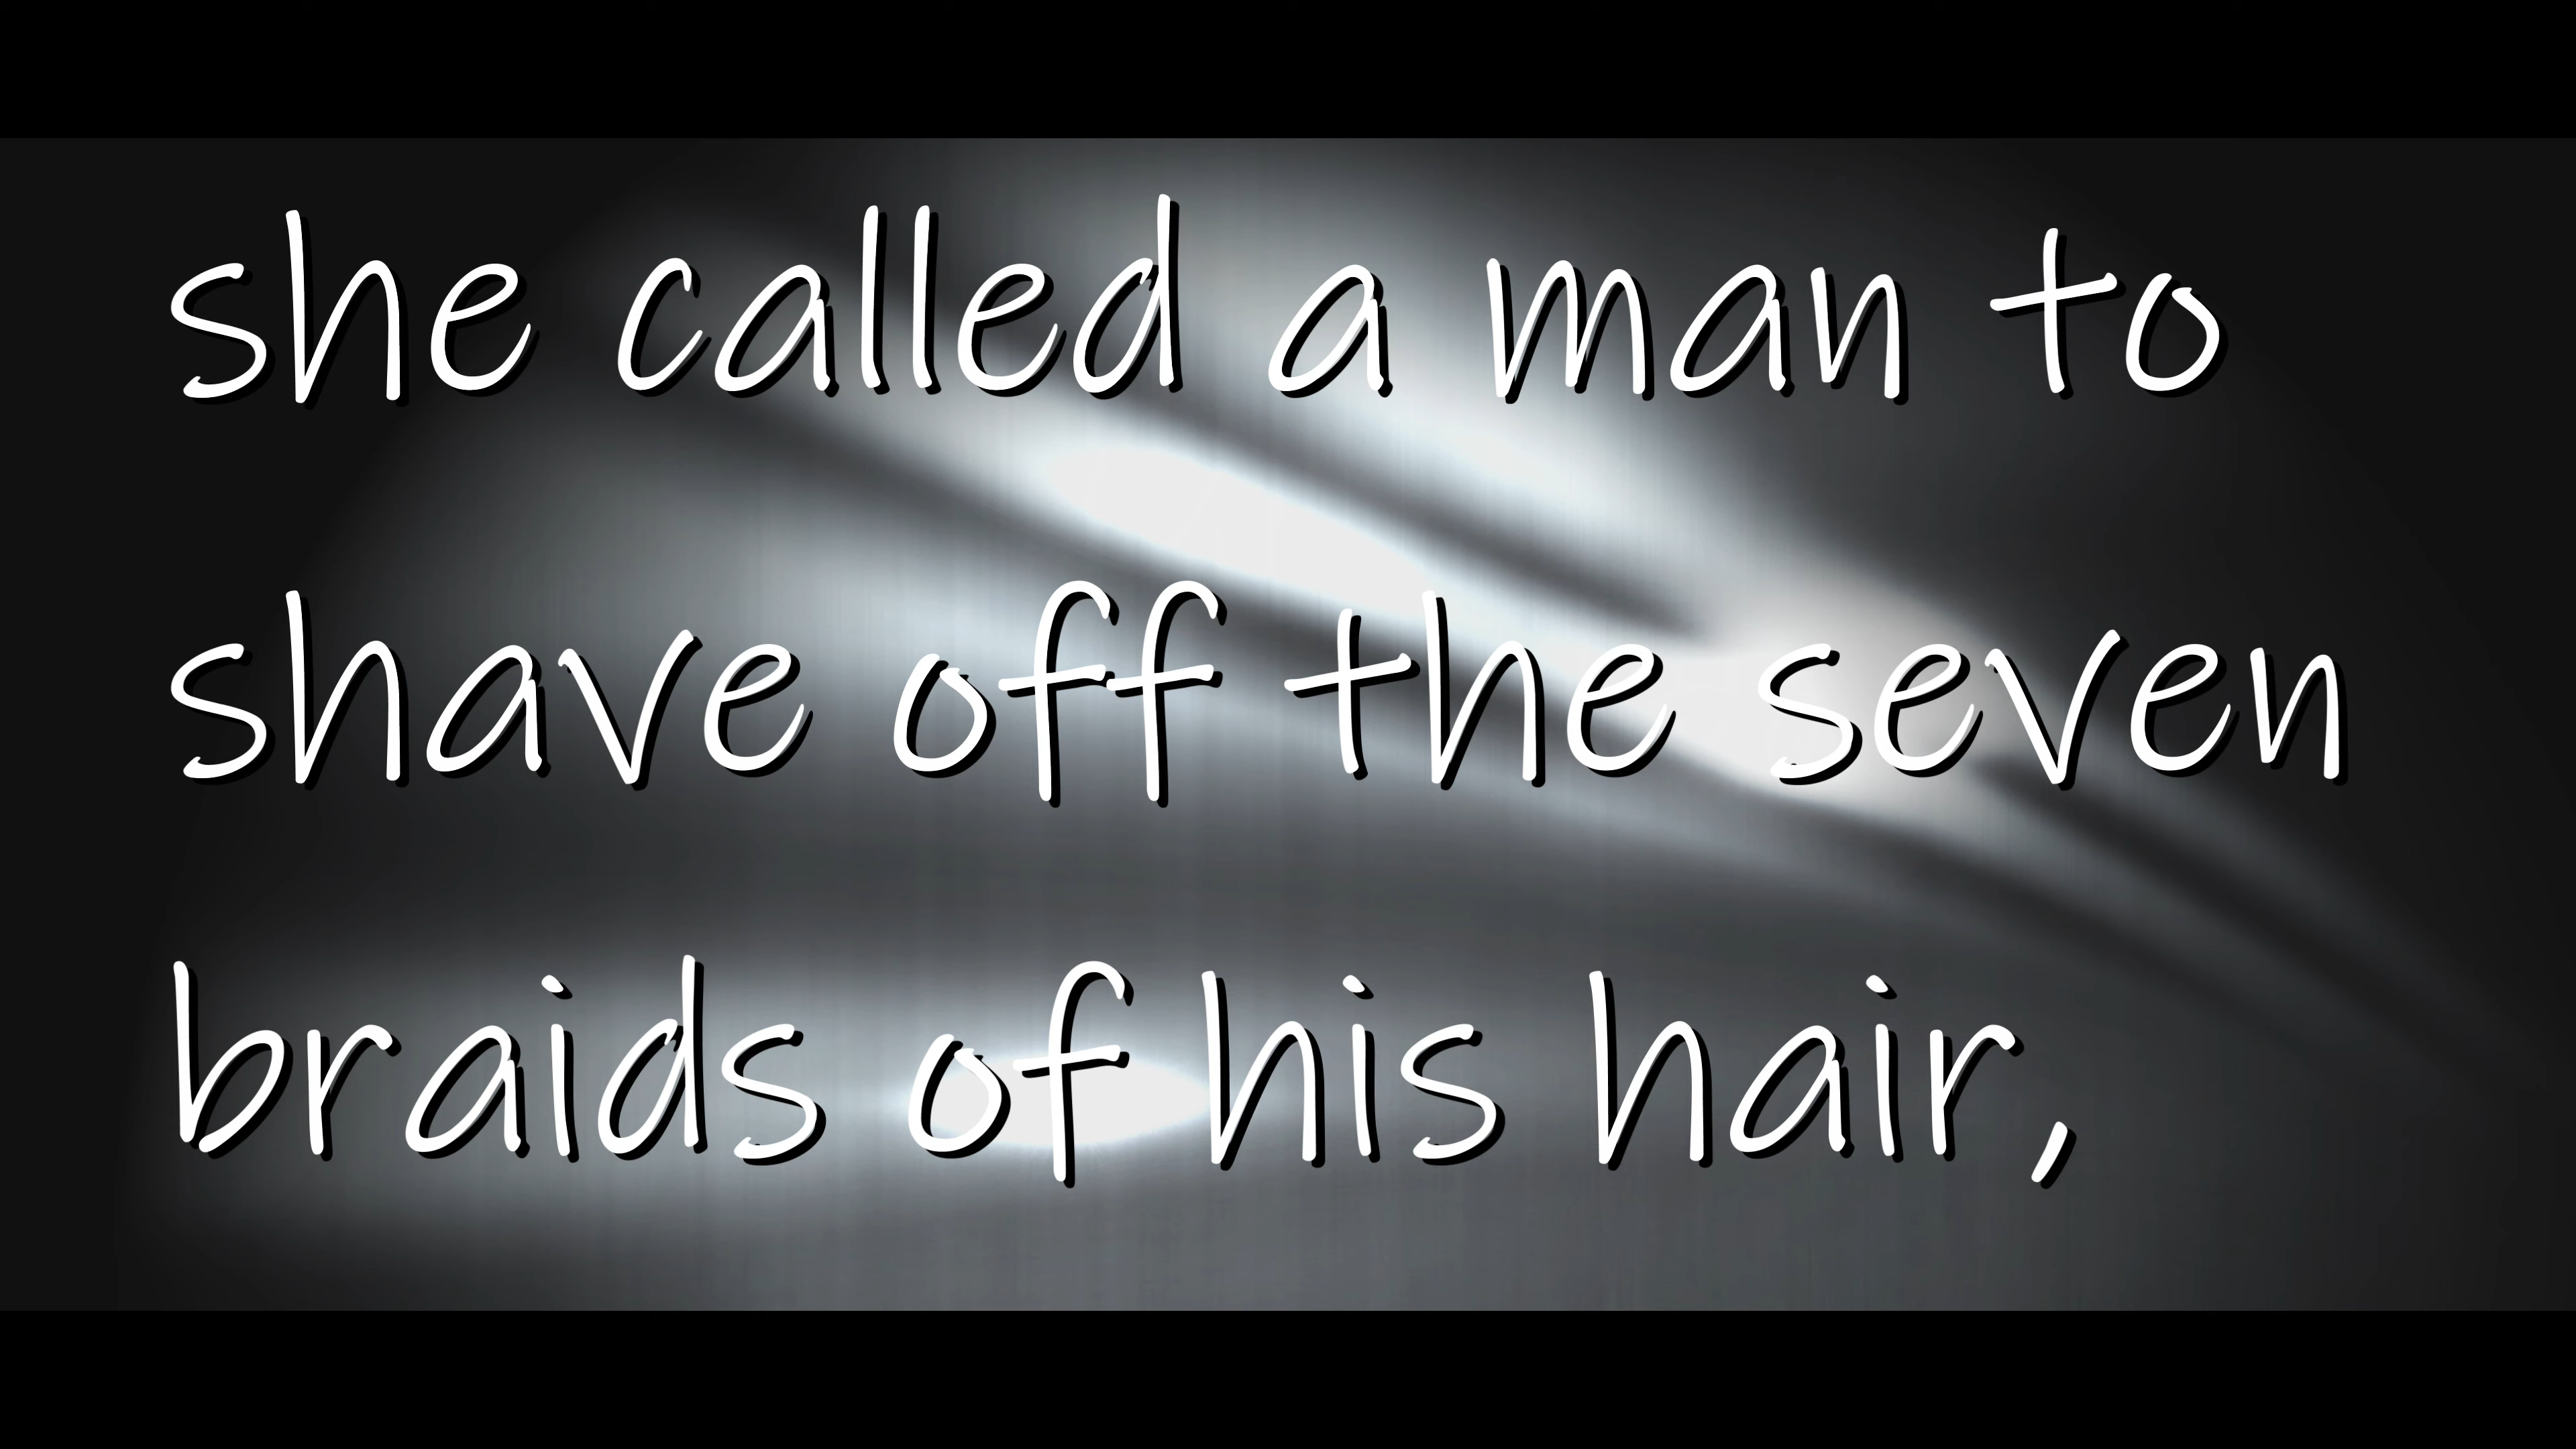 she called a man to
shave off the seven
braids of his hair,